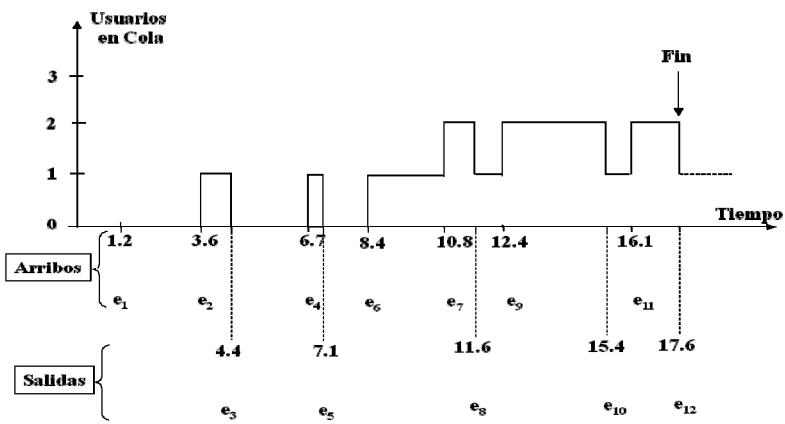 Usuarios
en Cola
Fin
3
2
1
0
Tiempo
1.2 3.6 6.7 8.4 10.8 12.4 16.1
Arribos
e1 e2 e4 e6 e7 e9 e11
4.4 7.1 11.6 15.4 17.6
Salidas
e3 e5 e8 e10 e12